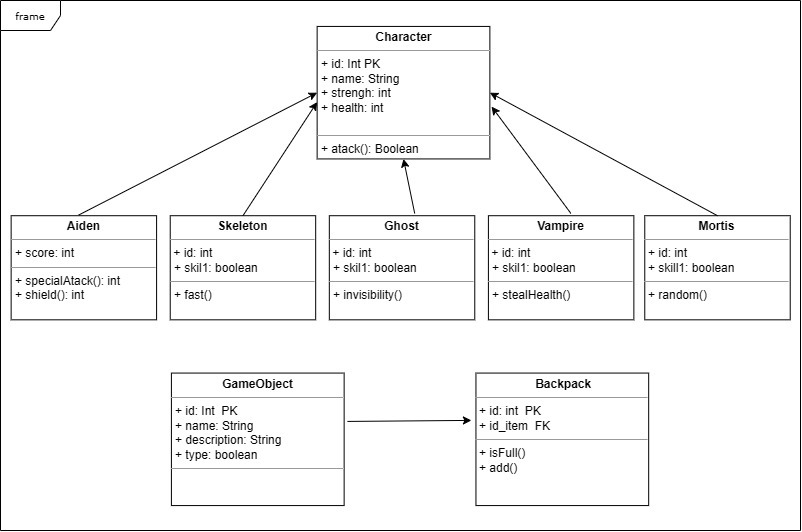 frame
Character
+ id: Int PK
+ name: String
+ strengh: int
+ health: int
+ atack(): Boolean
Aiden
+ score: int
+ specialAtack(): int
+ shield(): int
Skeleton
+ id: int
+ skil1: boolean
+ fast()
Ghost
+ id: int
+ skil1: boolean
+ invisibility()
Vampire
+ id: int
+ skil1: boolean
+ stealHealth()
Mortis
+ id: int
+ skill1: boolean
+ random()
GameObject
+ id: Int PK
+ name: String
+ description: String
+ type: boolean
Backpack
+ id: int PK
+ id_item FK
+ isFull()
+ add()